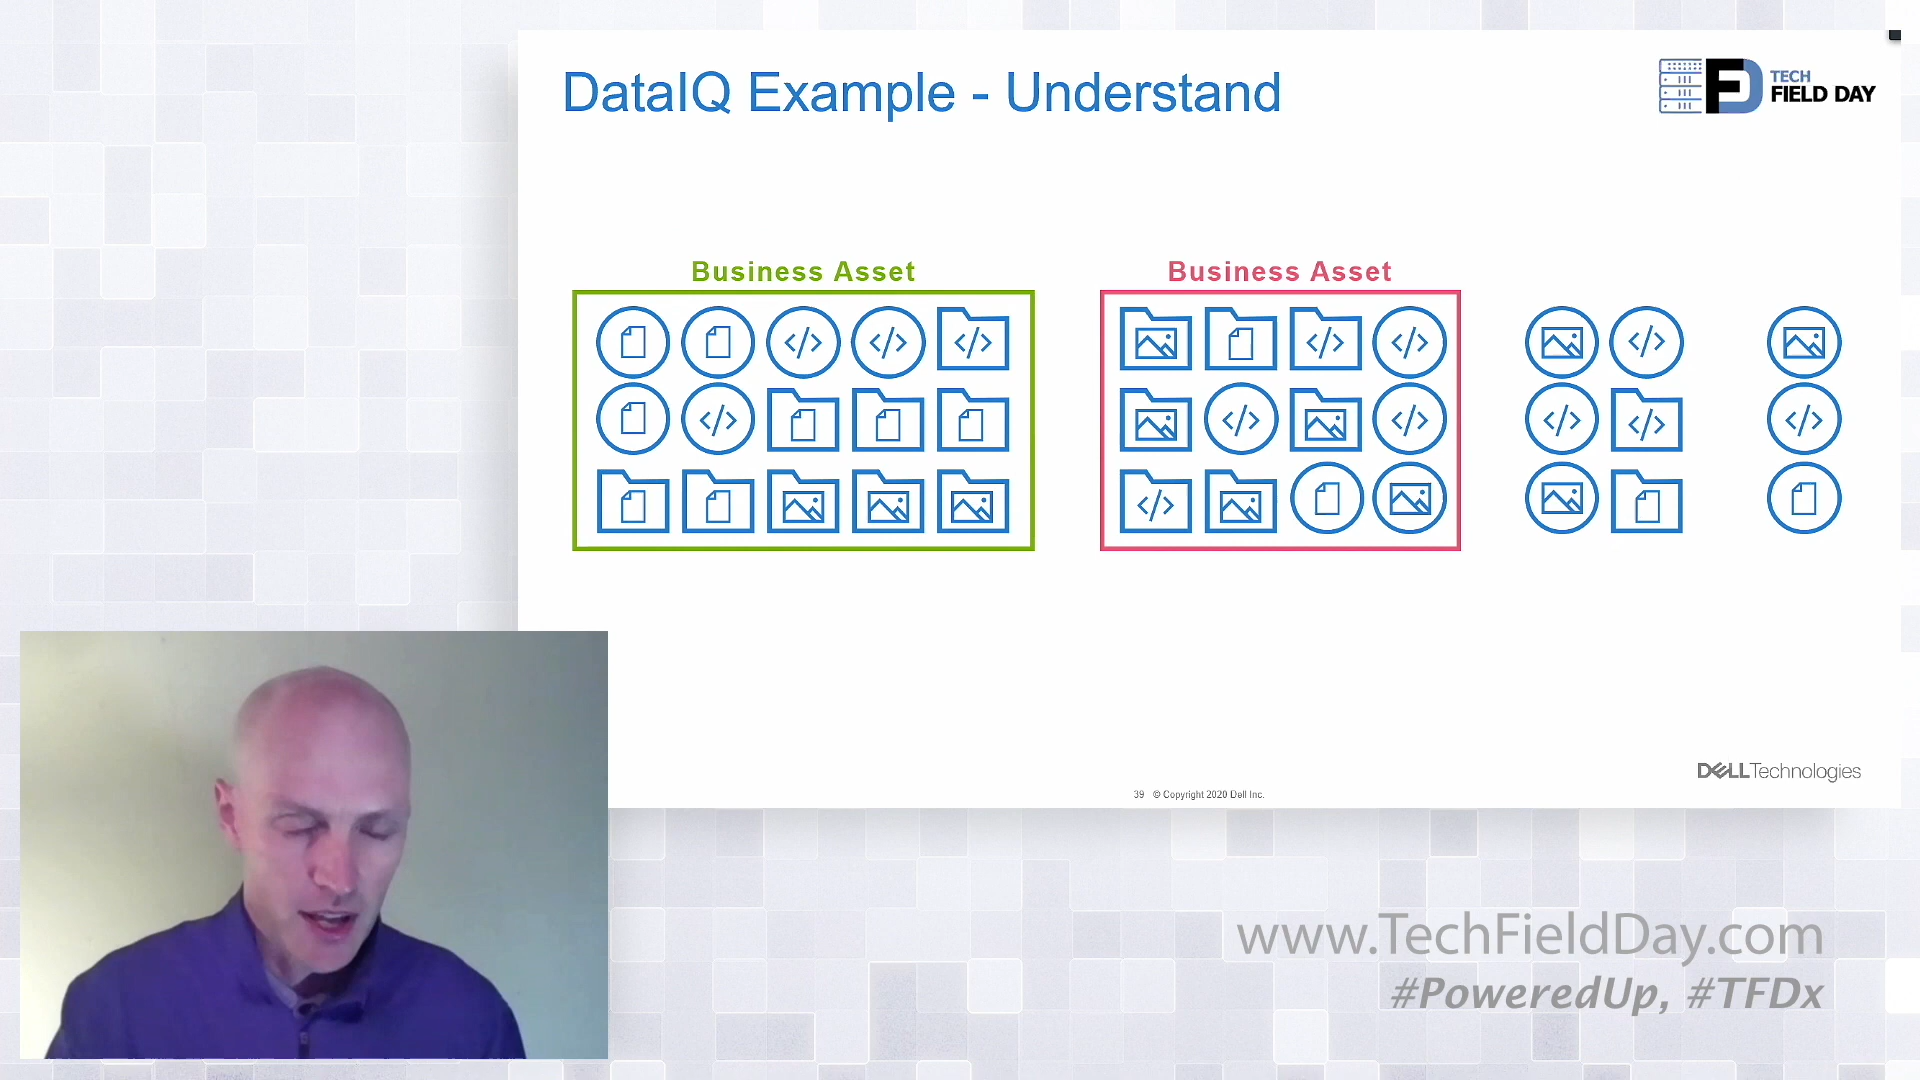 DataIQ Example - Understand
TECH
FIELD DAY
Business Asset
Business Asset
DELLTechnologies
39 © Copyright 2020 Dell Inc.
www.TechFieldDay.com
#PoweredUp, #TFDx